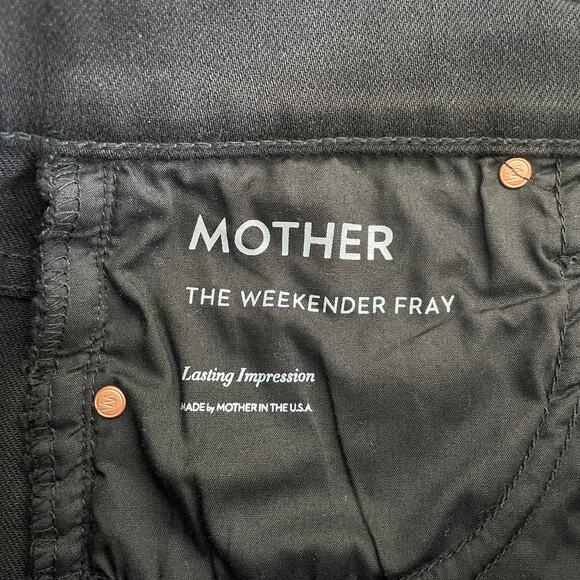 MOTHER
THE WEEKENDER FRAY
Lasting Impression
MADE by MOTHER IN THE U.S.A.